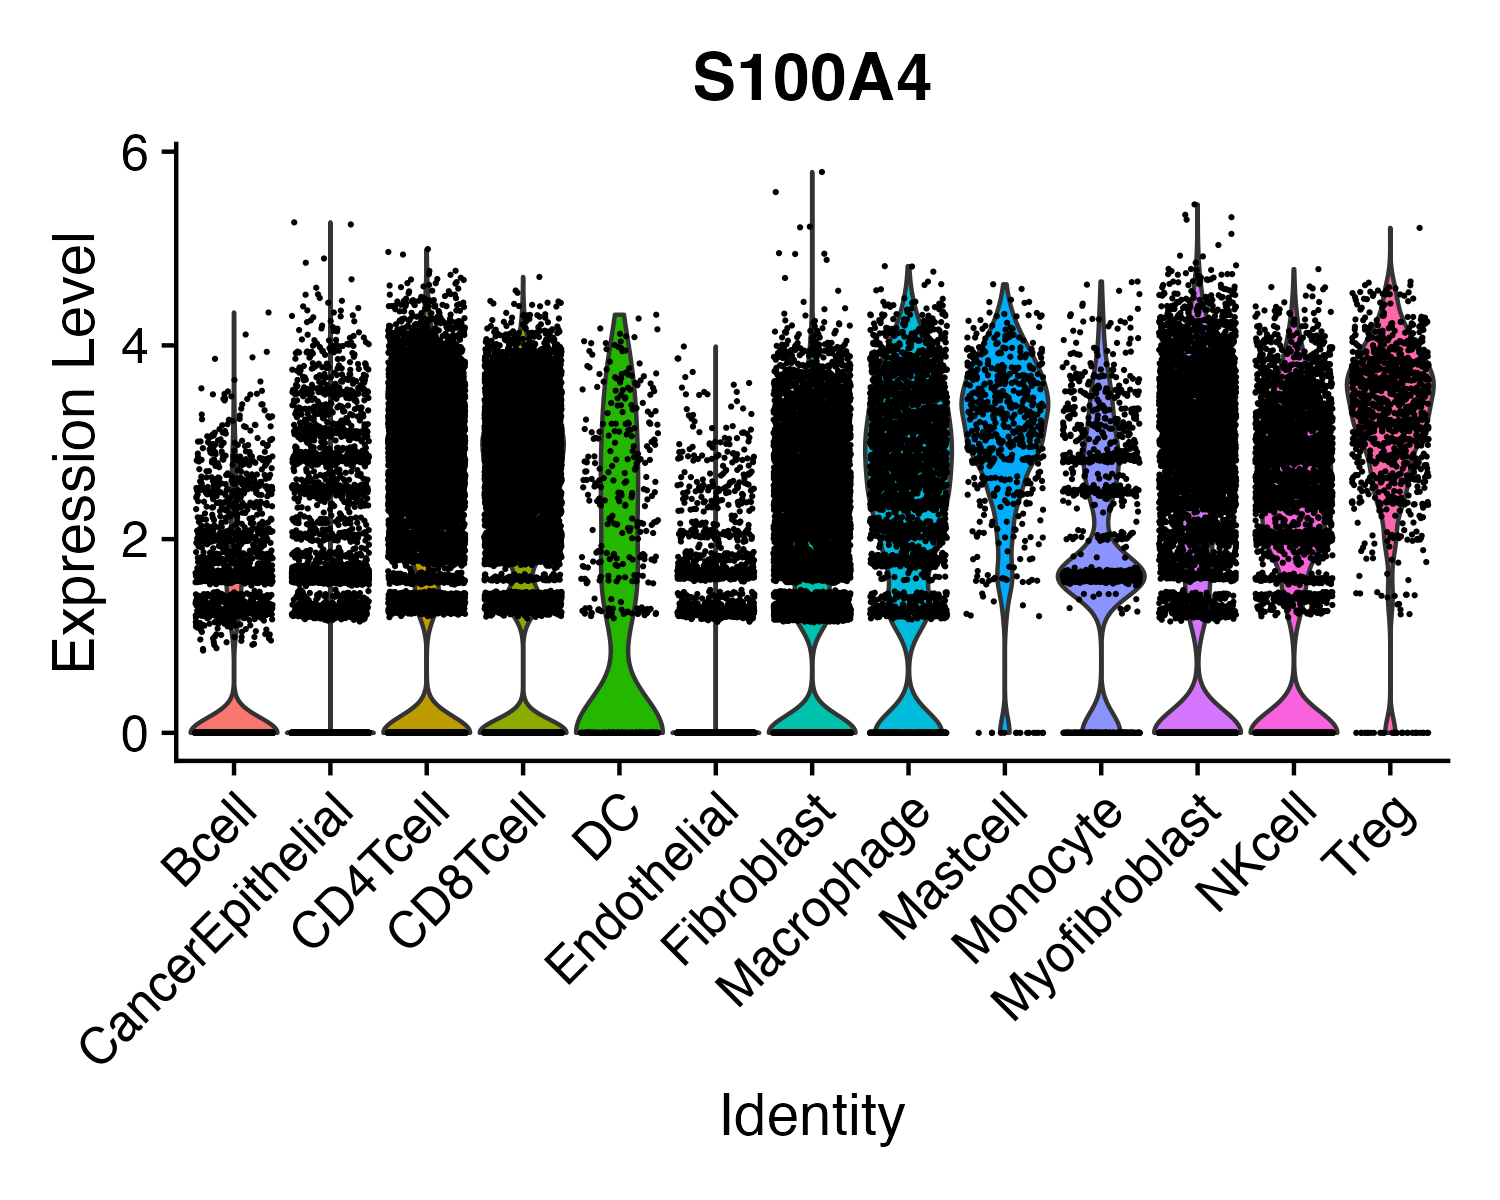 S100A4
Expression Level
6
4
2
0
Bcell
CancerEpithelial
CD4Tcell
CD8Tcell
DC
Endothelial
Fibroblast
Macrophage
Mastcell
Monocyte
Myofibroblast
NKcell
Treg
Identity